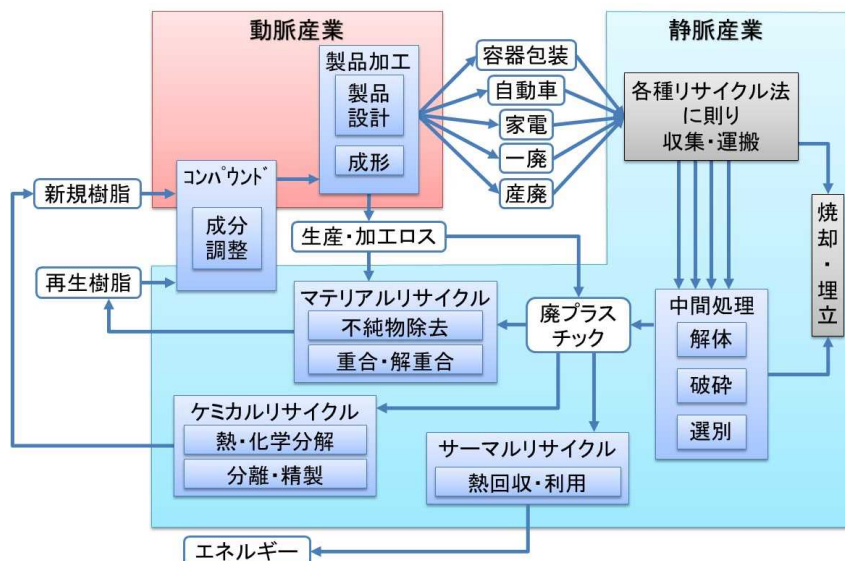 動脈産業
静脈産業
製品加工
製品
設計
成形
容器包装
自動車
家電
一廃
産廃
各種リサイクル法
に則り
収集・運搬
新規樹脂
コンパウンド
成分
調整
再生樹脂
生産・加工ロス
焼却・埋立
マテリアルリサイクル
不純物除去
重合・解重合
廃プラス
チック
中間処理
解体
破砕
選別
ケミカルリサイクル
熱・化学分解
分離・精製
サーマルリサイクル
熱回収・利用
エネルギー